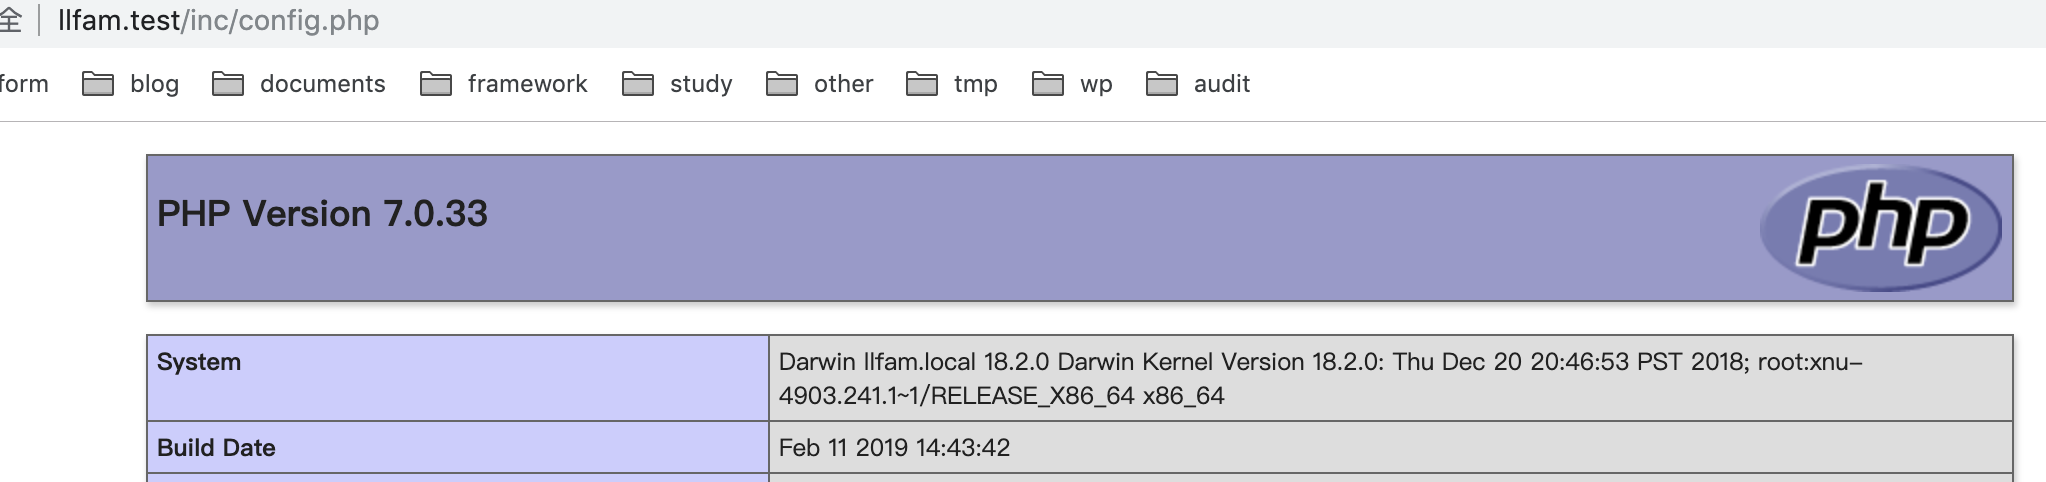 全 llfam.test/inc/config.php
form blog documents framework study other tmp wp audit
PHP Version 7.0.33
php
System Darwin llfam.local 18.2.0 Darwin Kernel Version 18.2.0: Thu Dec 20 20:46:53 PST 2018; root:xnu-
4903.241.1~1/RELEASE_X86_64 x86_64
Build Date Feb 11 2019 14:43:42